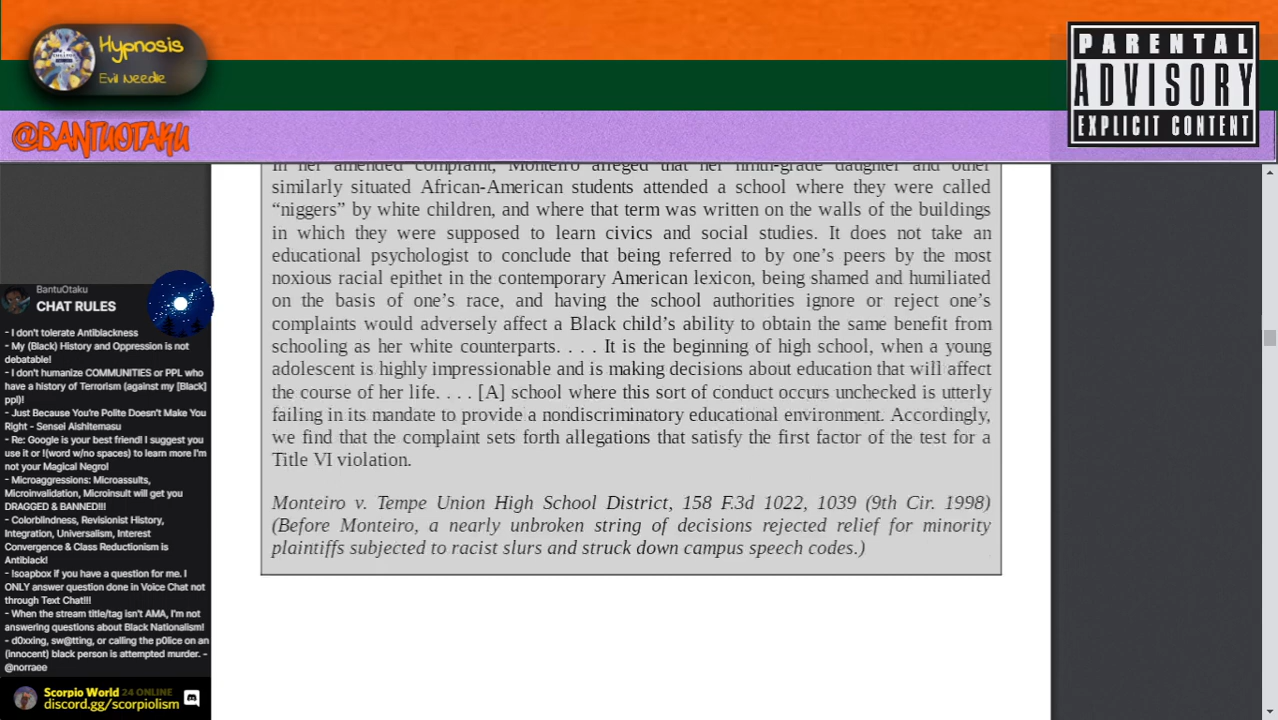 Hypnosis
Evil Needle
PARENTAL
ADVISORY
EXPLICIT CONTENT
@BANTUOTAKU
In her amended complaint, Monteiro alleged that her ninth-grade daughter and other
similarly situated African-American students attended a school where they were called
“niggers” by white children, and where that term was written on the walls of the buildings
in which they were supposed to learn civics and social studies. It does not take an
educational psychologist to conclude that being referred to by one’s peers by the most
noxious racial epithet in the contemporary American lexicon, being shamed and humiliated
on the basis of one’s race, and having the school authorities ignore or reject one’s
complaints would adversely affect a Black child’s ability to obtain the same benefit from
schooling as her white counterparts. . . . It is the beginning of high school, when a young
adolescent is highly impressionable and is making decisions about education that will affect
the course of her life. . . . [A] school where this sort of conduct occurs unchecked is utterly
failing in its mandate to provide a nondiscriminatory educational environment. Accordingly,
we find that the complaint sets forth allegations that satisfy the first factor of the test for a
Title VI violation.
Monteiro v. Tempe Union High School District, 158 F.3d 1022, 1039 (9th Cir. 1998)
(Before Monteiro, a nearly unbroken string of decisions rejected relief for minority
plaintiffs subjected to racist slurs and struck down campus speech codes.)
BantuOtaku
CHAT RULES
- I don't tolerate Antiblackness
- My (Black) History and Oppression is not
debatable!
- I don't humanize COMMUNITIES or PPL who
have a history of Terrorism (against my [Black]
ppl)!
- Just Because You're Polite Doesn't Make You
Right - Sensei Aishitemasu
- Re: Google is your best friend! I suggest you
use it or !(word w/no spaces) to learn more I'm
not your Magical Negro!
- Microaggressions: Microassults,
Microinvalidation, Microinsult will get you
DRAGGED & BANNED!!!
- Colorblindness, Revisionist History,
Integration, Universalism, Interest
Convergence & Class Reductionism is
Antiblack!
- !soapbox if you have a question for me. I
ONLY answer question done in Voice Chat not
through Text Chat!!!
- When the stream title/tag isn't AMA, I'm not
answering questions about Black Nationalism!
- d0xxing, sw@tting, or calling the p0lice on an
(innocent) black person is attempted murder. -
@norraee
Scorpio World 24 ONLINE
discord.gg/scorpiolism